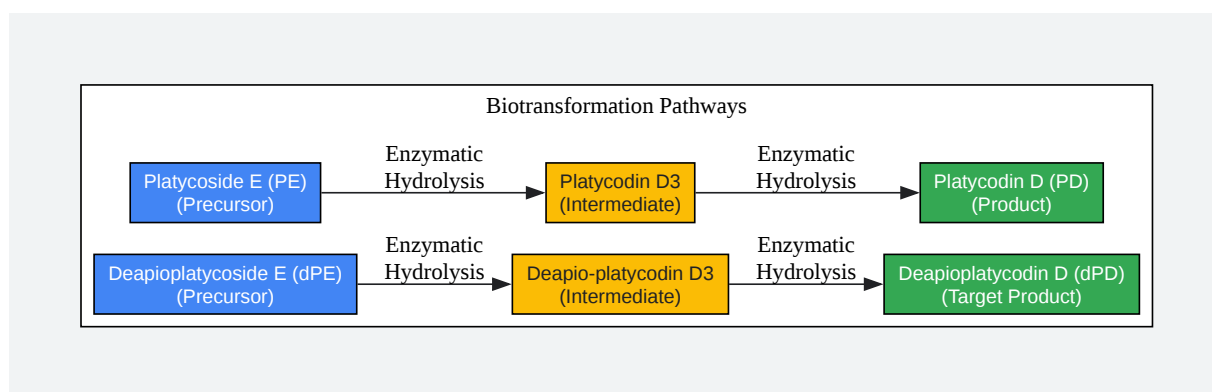 Biotransformation Pathways
Enzymatic
Hydrolysis
Enzymatic
Hydrolysis
Platycoside E (PE)
(Precursor)
Platycodin D3
(Intermediate)
Platycodin D (PD)
(Product)
Enzymatic
Hydrolysis
Enzymatic
Hydrolysis
Deapioplatycoside E (dPE)
(Precursor)
Deapio-platycodin D3
(Intermediate)
Deapioplatycodin D (dPD)
(Target Product)